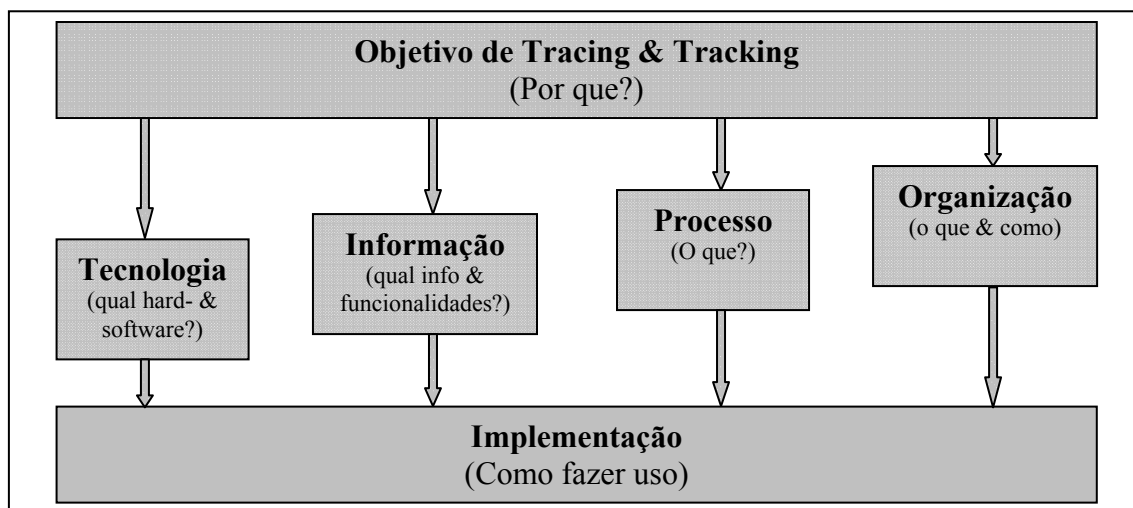 Objetivo de Tracing & Tracking
(Por que?)
Tecnologia
(qual hard- &
software?)
Informação
(qual info &
funcionalidades?)
Processo
(O que?)
Organização
(o que & como)
Implementação
(Como fazer uso)